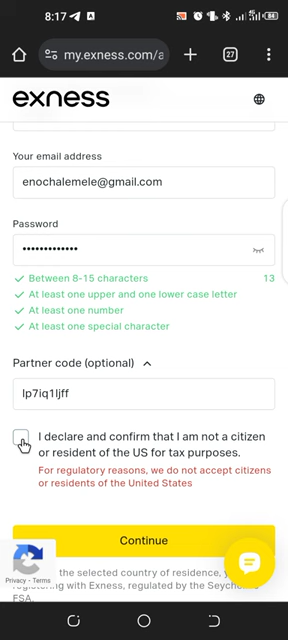 8:17
84
my.exness.com/a
27
exness
Your email address
enochalemele@gmail.com
Password
•••••••••••••
Between 8-15 characters 13
At least one upper and one lower case letter
At least one number
At least one special character
Partner code (optional)
lp7iq1ljff
I declare and confirm that I am not a citizen
or resident of the US for tax purposes.
For regulatory reasons, we do not accept citizens
or residents of the United States
Continue
the selected country of residence, y
registering with Exness, regulated by the Seyche
FSA.
Privacy - Terms